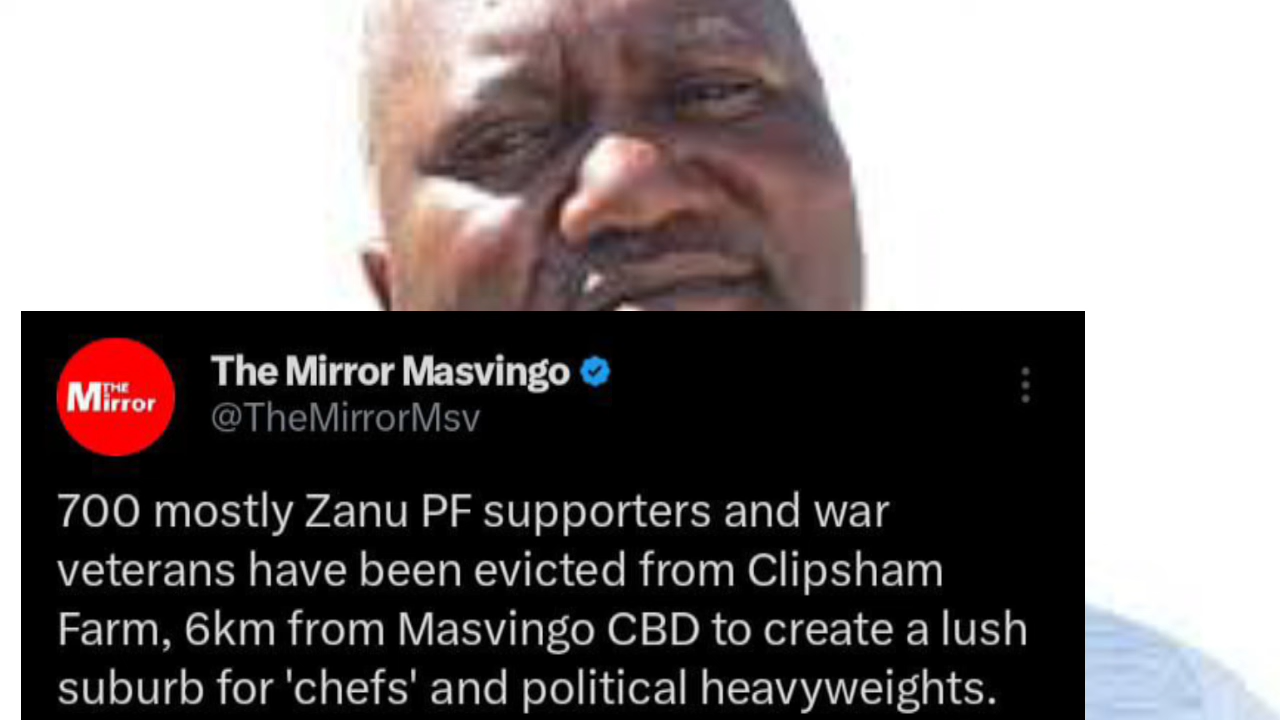 THE
Mirror
The Mirror Masvingo
@TheMirrorMsv
700 mostly Zanu PF supporters and war
veterans have been evicted from Clipsham
Farm, 6km from Masvingo CBD to create a lush
suburb for 'chefs' and political heavyweights.